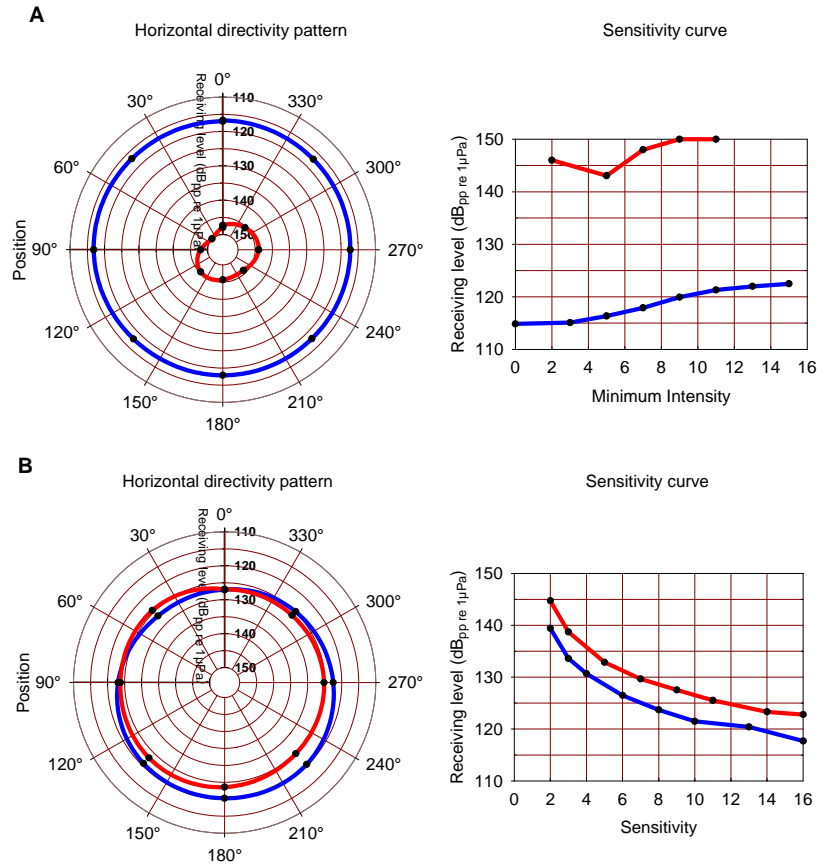 A
Horizontal directivity pattern
Sensitivity curve
0°
30°
330°
60°
300°
90°
270°
120°
240°
150°
210°
180°
Position
Receiving level (dBpp re 1µPa)
110
120
130
140
150
Receiving level (dBpp re 1µPa)
150
140
130
120
110
0 2 4 6 8 10 12 14 16
Minimum Intensity
B
Horizontal directivity pattern
Sensitivity curve
0°
30°
330°
60°
300°
90°
270°
120°
240°
150°
210°
180°
Position
Receiving level (dBpp re 1µPa)
110
120
130
140
150
Receiving level (dBpp re 1µPa)
150
140
130
120
110
0 2 4 6 8 10 12 14 16
Sensitivity